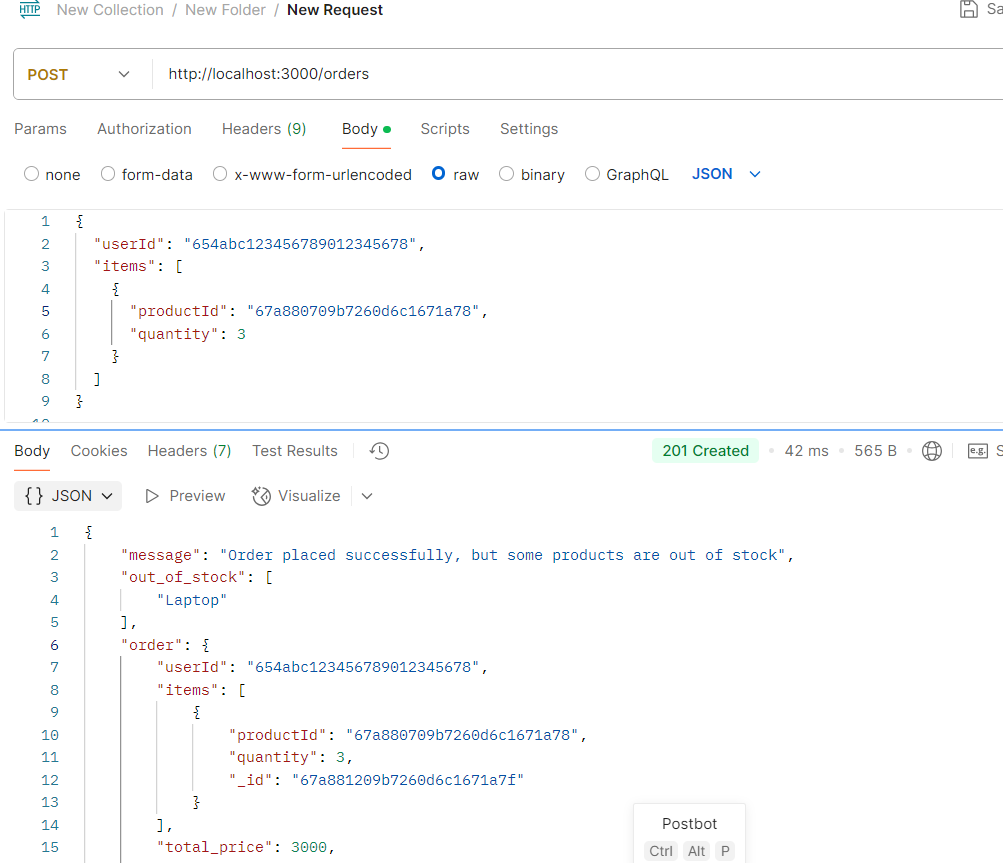 HTTP New Collection / New Folder / New Request Sa
POST http://localhost:3000/orders
Params Authorization Headers (9) Body Scripts Settings
none form-data x-www-form-urlencoded raw binary GraphQL JSON
1 {
2 "userId": "654abc123456789012345678",
3 "items": [
4 {
5 "productId": "67a880709b7260d6c1671a78",
6 "quantity": 3
7 }
8 ]
9 }
10
Body Cookies Headers (7) Test Results 201 Created • 42 ms • 565 B • e.g. S
{} JSON Preview Visualize
1 {
2 "message": "Order placed successfully, but some products are out of stock",
3 "out_of_stock": [
4 "Laptop"
5 ],
6 "order": {
7 "userId": "654abc123456789012345678",
8 "items": [
9 {
10 "productId": "67a880709b7260d6c1671a78",
11 "quantity": 3,
12 "_id": "67a881209b7260d6c1671a7f"
13 }
14 ],
15 "total_price": 3000,
Postbot
Ctrl Alt P